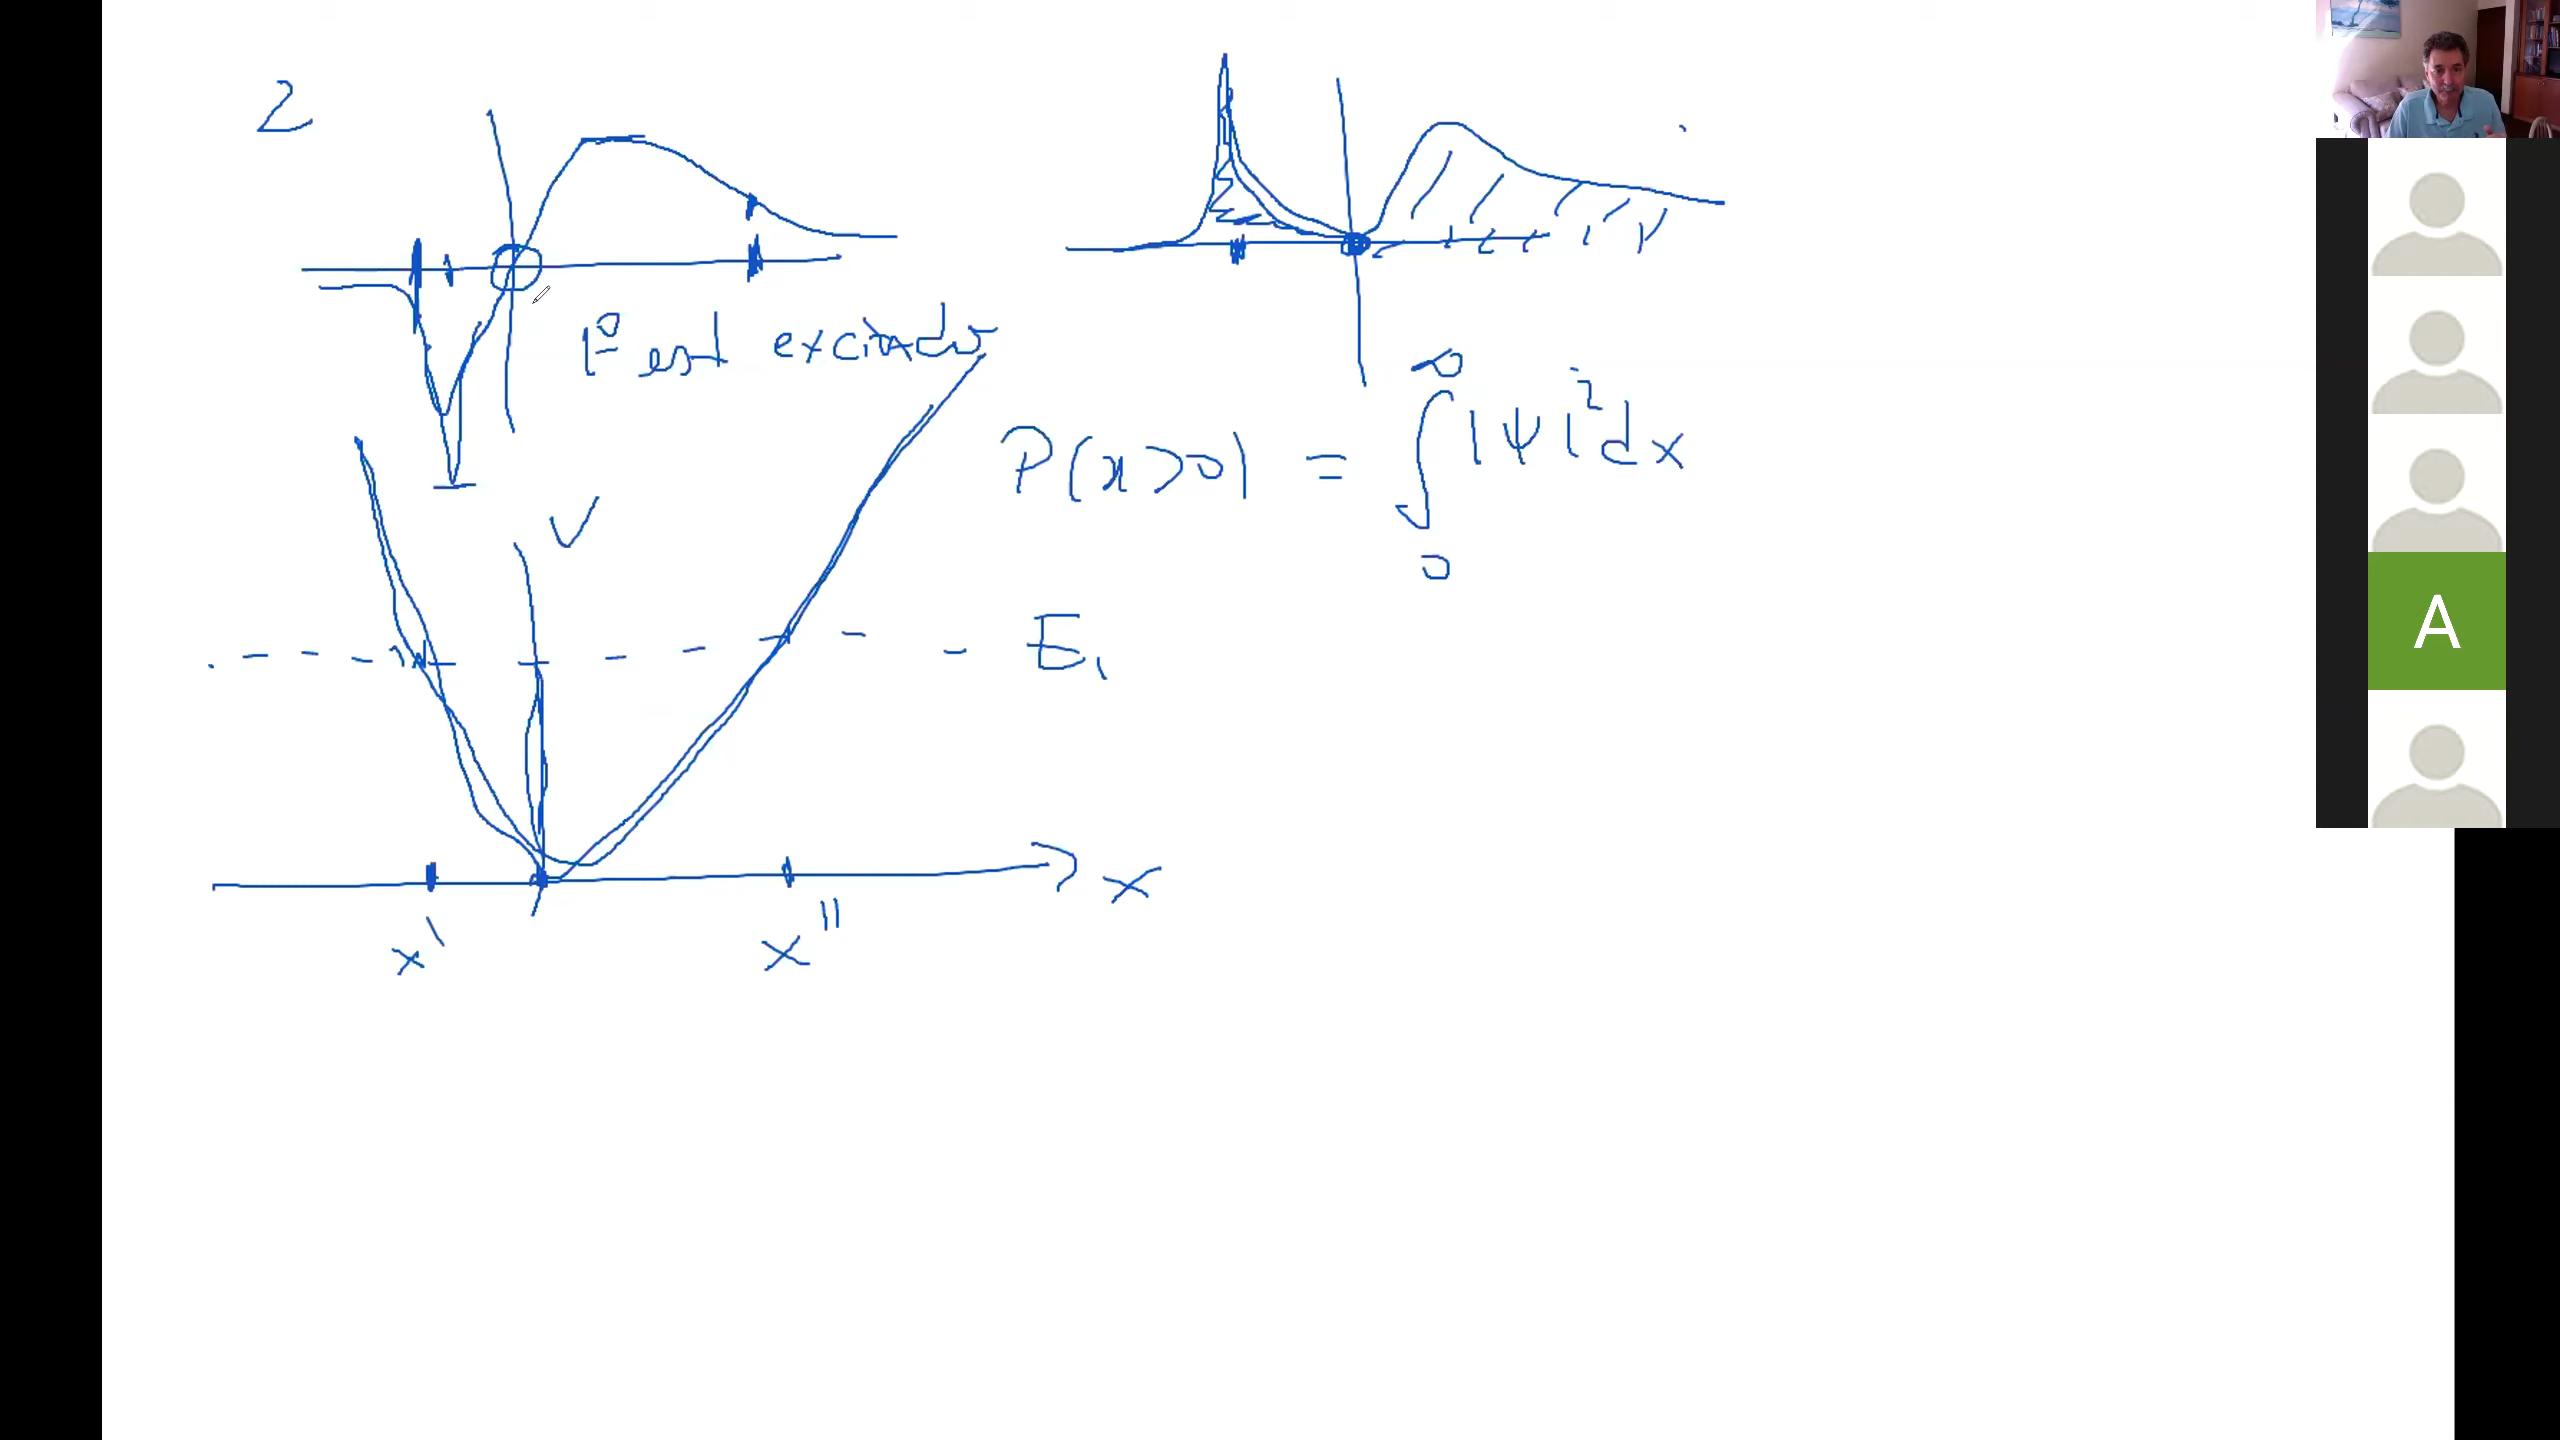 2
1º est excitado
P(x>0) = ∫₀^∞ |ψ|² dx
V
E₁
x
x' x''
A